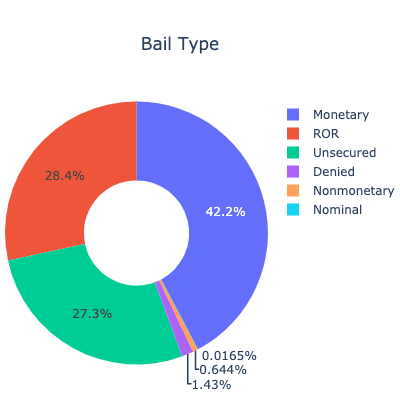 Bail Type
Monetary
ROR
Unsecured
Denied
Nonmonetary
Nominal
28.4%
42.2%
27.3%
0.0165%
0.644%
1.43%